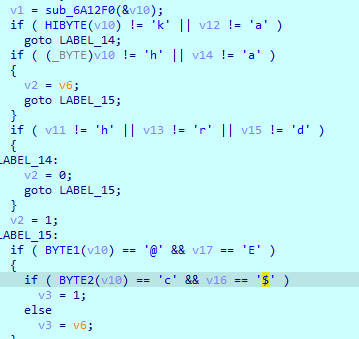 v1 = sub_6A12F0(&v10);
if ( HIBYTE(v10) != 'k' || v12 != 'a' )
goto LABEL_14;
if ( (_BYTE)v10 != 'h' || v14 != 'a' )
{
v2 = v6;
goto LABEL_15;
}
if ( v11 != 'h' || v13 != 'r' || v15 != 'd' )
{
LABEL_14:
v2 = 0;
goto LABEL_15;
}
v2 = 1;
LABEL_15:
if ( BYTE1(v10) == '@' && v17 == 'E' )
{
if ( BYTE2(v10) == 'c' && v16 == '$' )
v3 = 1;
else
v3 = v6;